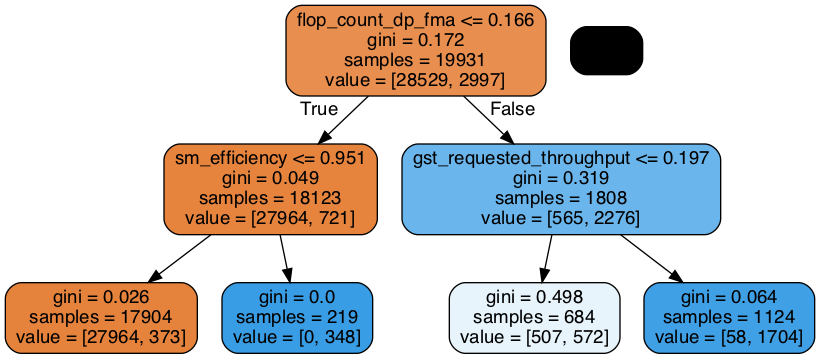 flop_count_dp_fma <= 0.166
gini = 0.172
samples = 19931
value = [28529, 2997]
True
False
sm_efficiency <= 0.951
gini = 0.049
samples = 18123
value = [27964, 721]
gst_requested_throughput <= 0.197
gini = 0.319
samples = 1808
value = [565, 2276]
gini = 0.026
samples = 17904
value = [27964, 373]
gini = 0.0
samples = 219
value = [0, 348]
gini = 0.498
samples = 684
value = [507, 572]
gini = 0.064
samples = 1124
value = [58, 1704]